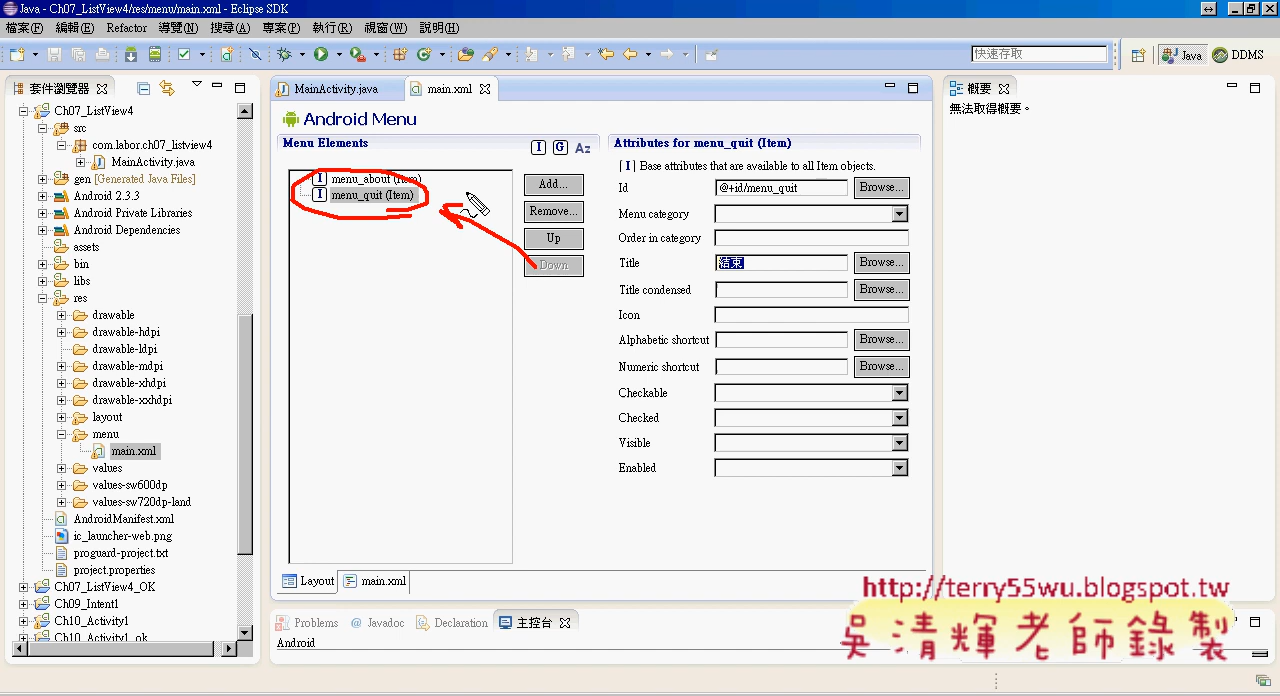 Java - Ch07_ListView4/res/menu/main.xml - Eclipse SDK
檔案(F) 編輯(E) Refactor 導覽(N) 搜尋(A) 專案(P) 執行(R) 視窗(W) 說明(H)
快速存取 Java DDMS
套件瀏覽器
Ch07_ListView4
src
com.labor.ch07_listview4
MainActivity.java
gen [Generated Java Files]
Android 2.3.3
Android Private Libraries
Android Dependencies
assets
bin
libs
res
drawable
drawable-hdpi
drawable-ldpi
drawable-mdpi
drawable-xhdpi
drawable-xxhdpi
layout
menu
main.xml
values
values-sw600dp
values-sw720dp-land
AndroidManifest.xml
ic_launcher-web.png
proguard-project.txt
project.properties
Ch07_ListView4_OK
Ch09_Intent1
Ch10_Activity1
Ch10_Activity1_ok
MainActivity.java main.xml
Android Menu
Menu Elements I G Az
I menu_about (Item)
I menu_quit (Item)
Add...
Remove...
Up
Down
Attributes for menu_quit (Item)
[ I ] Base attributes that are available to all Item objects.
Id @+id/menu_quit Browse...
Menu category
Order in category
Title 結束 Browse...
Title condensed Browse...
Icon
Alphabetic shortcut Browse...
Numeric shortcut Browse...
Checkable
Checked
Visible
Enabled
Layout main.xml
Problems Javadoc Declaration 主控台
Android
概要
無法取得概要。
http://terry55wu.blogspot.tw
吳清輝老師錄製